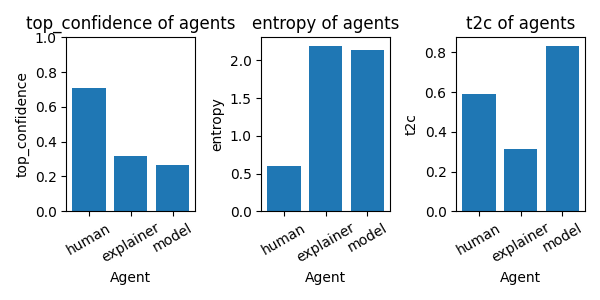 top_confidence of agents
top_confidence
1.0
0.8
0.6
0.4
0.2
0.0
human
explainer
model
Agent
entropy of agents
entropy
2.0
1.5
1.0
0.5
0.0
human
explainer
model
Agent
t2c of agents
t2c
0.8
0.6
0.4
0.2
0.0
human
explainer
model
Agent